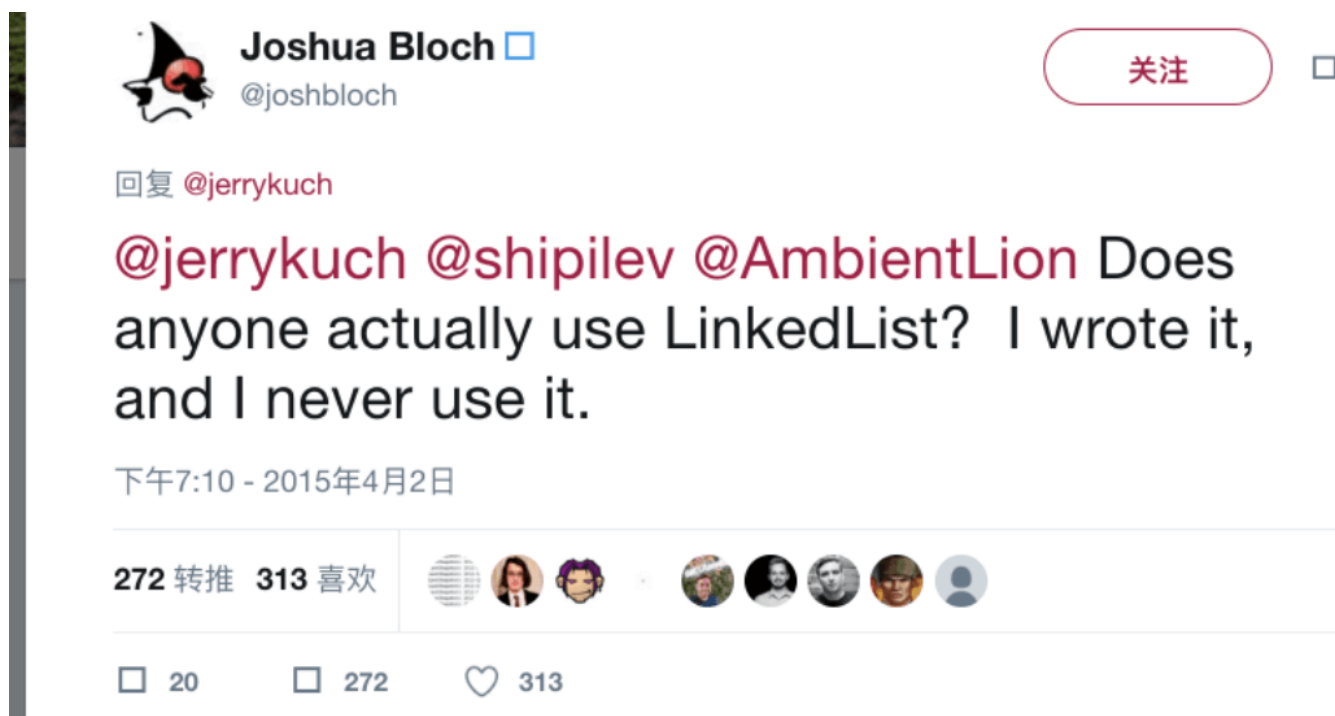 Joshua Bloch
@joshbloch
关注
回复 @jerrykuch
@jerrykuch @shipilev @AmbientLion Does
anyone actually use LinkedList?  I wrote it,
and I never use it.
下午7:10 - 2015年4月2日
272 转推 313 喜欢
20 272 313